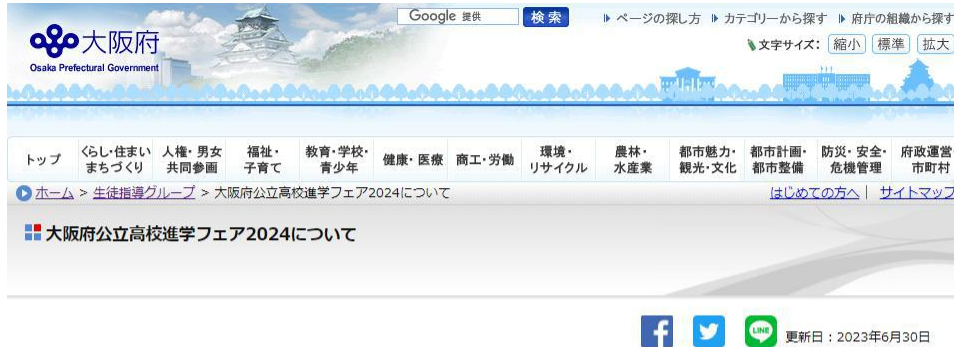 Google 提供 検索 ページの探し方 カテゴリーから探す 府庁の組織から探す
大阪府
Osaka Prefectural Government
文字サイズ: 縮小 標準 拡大
トップ くらし・住まい まちづくり 人権・男女 共同参画 福祉・ 子育て 教育・学校・ 青少年 健康・医療 商工・労働 環境・ リサイクル 農林・ 水産業 都市魅力・ 観光・文化 都市計画・ 都市整備 防災・安全・ 危機管理 府政運営・ 市町村
ホーム > 生徒指導グループ > 大阪府公立高校進学フェア2024について はじめての方へ | サイトマップ
大阪府公立高校進学フェア2024について
f LINE 更新日:2023年6月30日